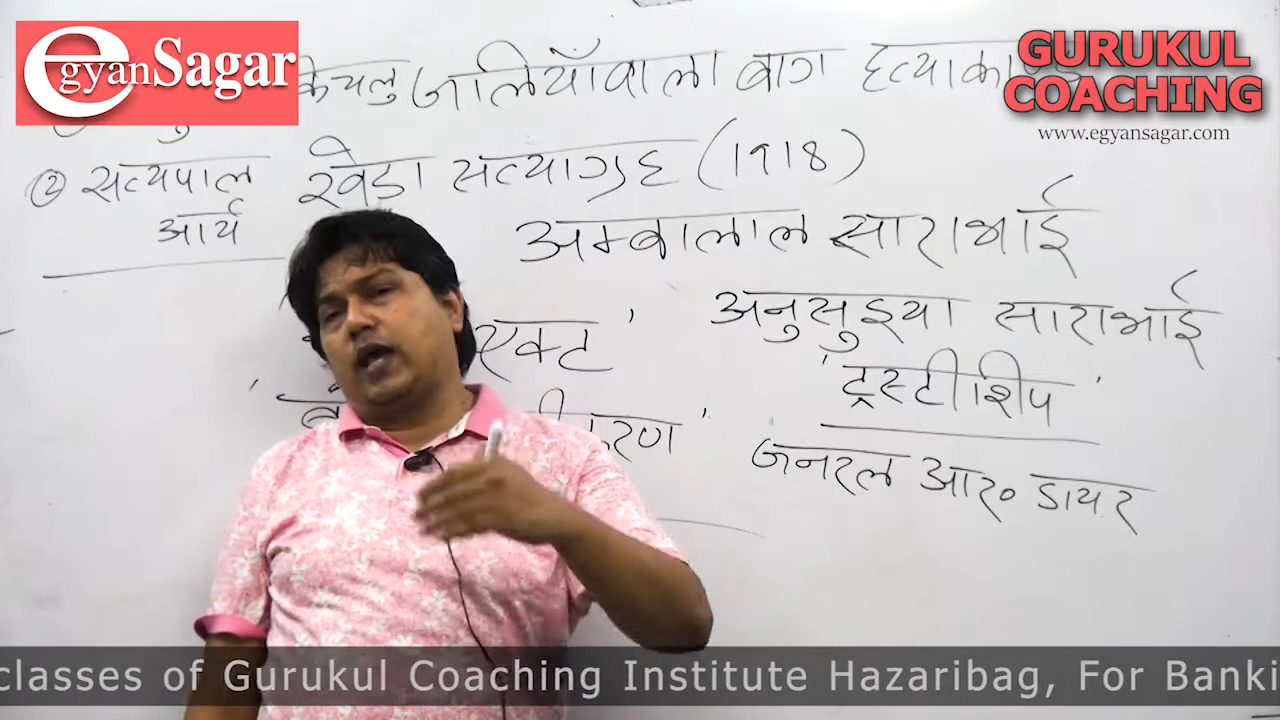 egyanSagar
GURUKUL
COACHING
www.egyansagar.com
किचलु जालियाँवाला बाग हत्याका
② सत्यपाल
आर्य
खेड़ा सत्याग्रह (1918)
अम्बालाल साराभाई
अनुसुइया साराभाई
एक्ट'
'ट्रस्टीशिप'
करण'
जनरल आर० डायर
classes of Gurukul Coaching Institute Hazaribag, For Banki